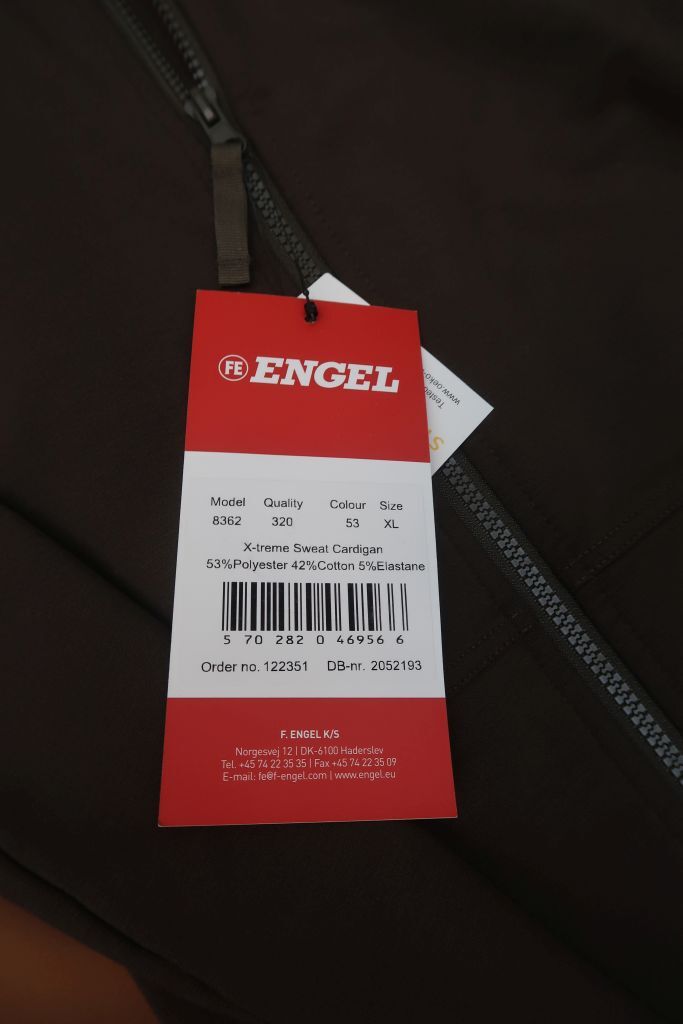 FE ENGEL
Model Quality Colour Size
8362 320 53 XL
X-treme Sweat Cardigan
53%Polyester 42%Cotton 5%Elastane
5 70 282 0 46956 6
Order no. 122351 DB-nr. 2052193
F. ENGEL K/S
Norgesvej 12 | DK-6100 Haderslev
Tel. +45 74 22 35 35 | Fax +45 74 22 35 09
E-mail: fe@f-engel.com | www.engel.eu
www.oeko-